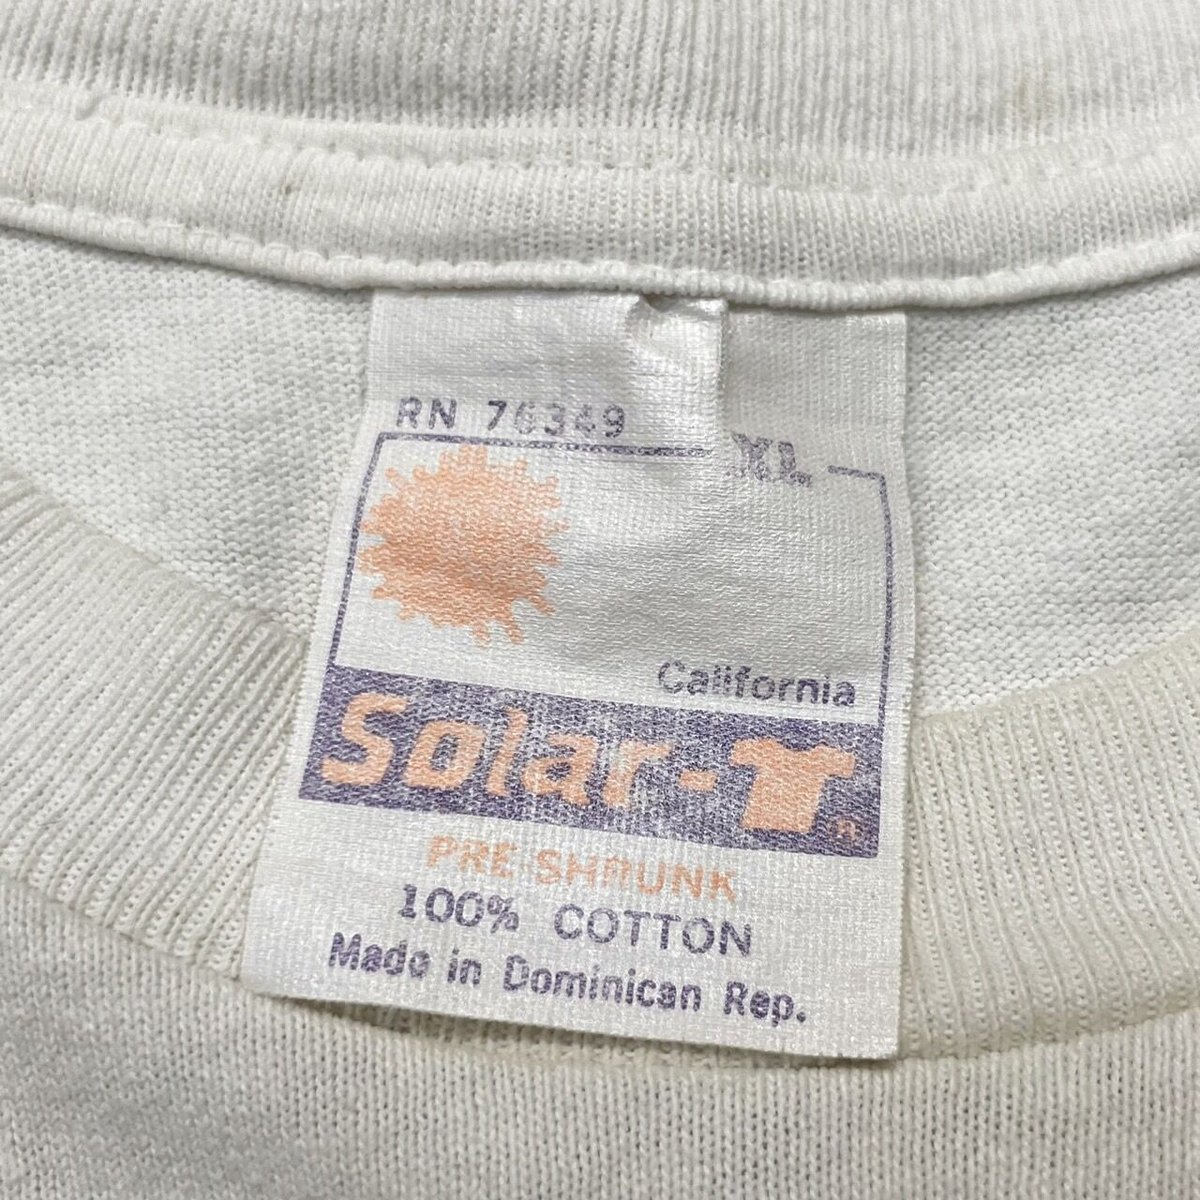 RN 76349
XL
California
Solar-T
PRE SHRUNK
100% COTTON
Made in Dominican Rep.